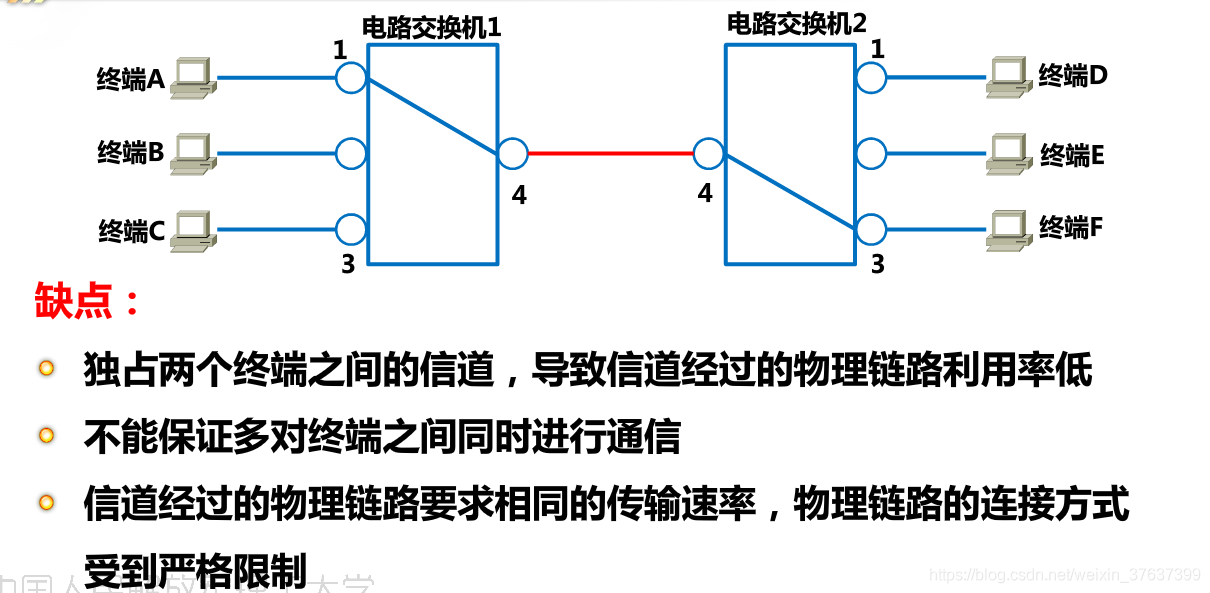 电路交换机1 电路交换机2
1 1
终端A 终端D
终端B 终端E
4 4
终端C 终端F
3 3
缺点：
独占两个终端之间的信道，导致信道经过的物理链路利用率低
不能保证多对终端之间同时进行通信
信道经过的物理链路要求相同的传输速率，物理链路的连接方式
受到严格限制
https://blog.csdn.net/weixin_37637399